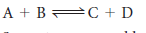 A + B ⇌ C + D